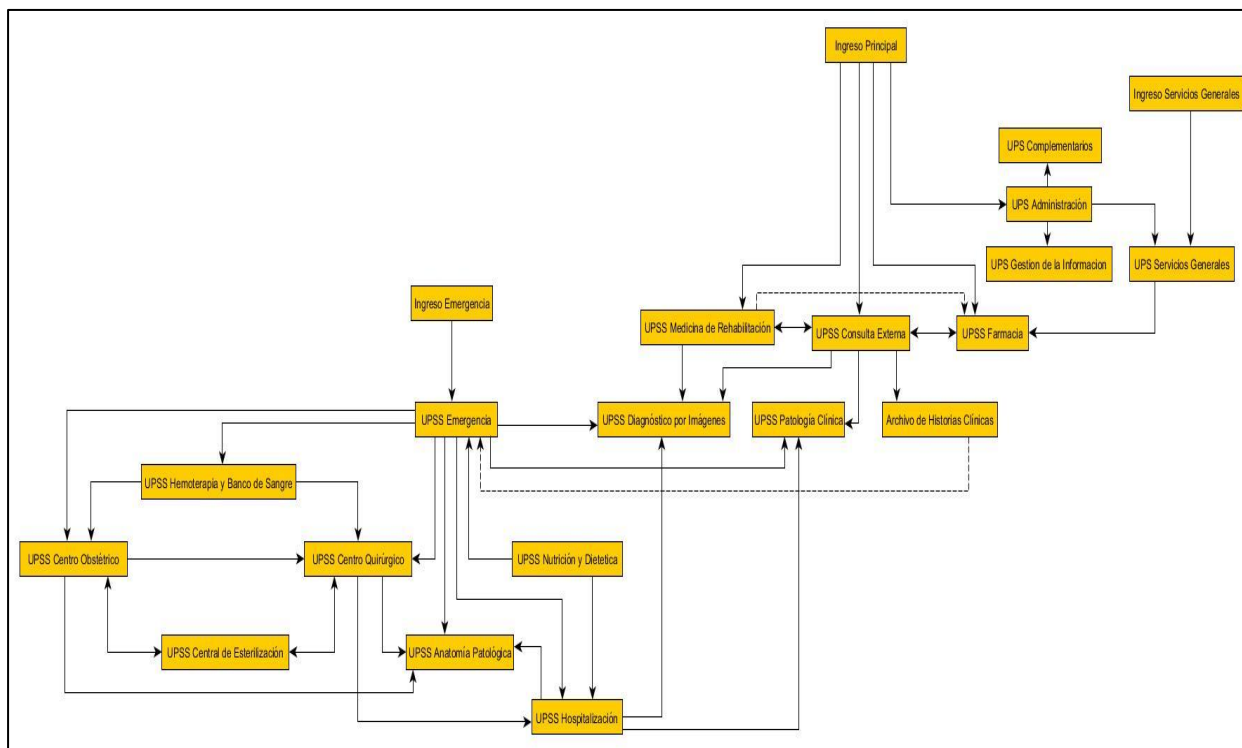 Ingreso Principal
Ingreso Servicios Generales
UPS Complementarios
UPS Administración
UPS Gestion de la Informacion
UPS Servicios Generales
Ingreso Emergencia
UPSS Medicina de Rehabilitación
UPSS Consulta Externa
UPSS Farmacia
UPSS Emergencia
UPSS Diagnóstico por Imágenes
UPSS Patología Clínica
Archivo de Historias Clínicas
UPSS Hemoterapia y Banco de Sangre
UPSS Centro Obstétrico
UPSS Centro Quirúrgico
UPSS Nutrición y Dietetica
UPSS Central de Esterilización
UPSS Anatomía Patológica
UPSS Hospitalización